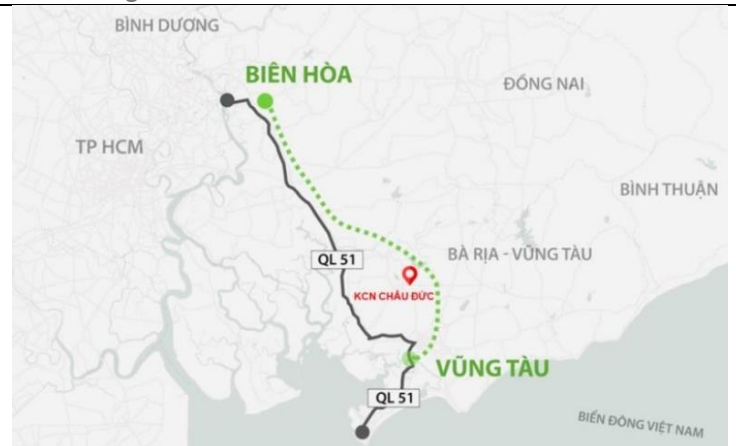 BÌNH DƯƠNG
BIÊN HÒA
ĐỒNG NAI
TP HCM
BÌNH THUẬN
QL 51
BÀ RỊA - VŨNG TÀU
KCN CHÂU ĐỨC
VŨNG TÀU
QL 51
BIỂN ĐÔNG VIỆT NAM